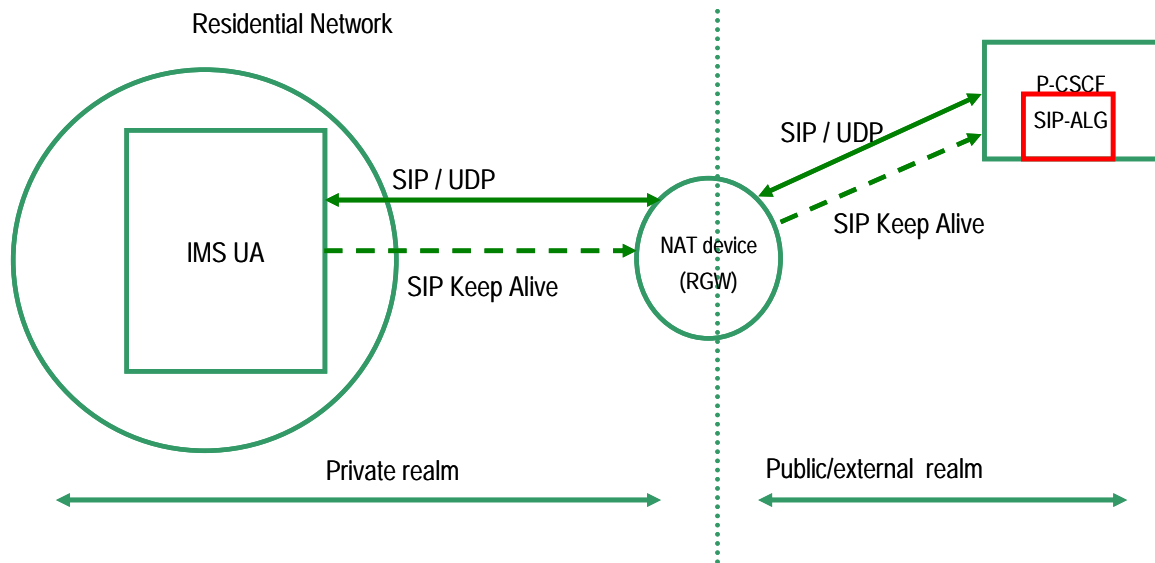 Residential Network
P-CSCF
SIP-ALG
SIP / UDP
SIP / UDP
SIP Keep Alive
IMS UA
NAT device
(RGW)
SIP Keep Alive
Private realm
Public/external realm